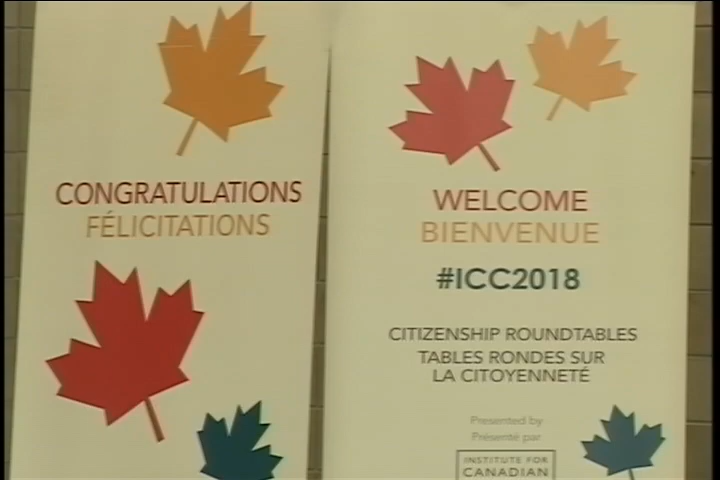 CONGRATULATIONS
FÉLICITATIONS
WELCOME
BIENVENUE
#ICC2018
CITIZENSHIP ROUNDTABLES
TABLES RONDES SUR
LA CITOYENNETÉ
Presented by
Présenté par
INSTITUTE FOR
CANADIAN